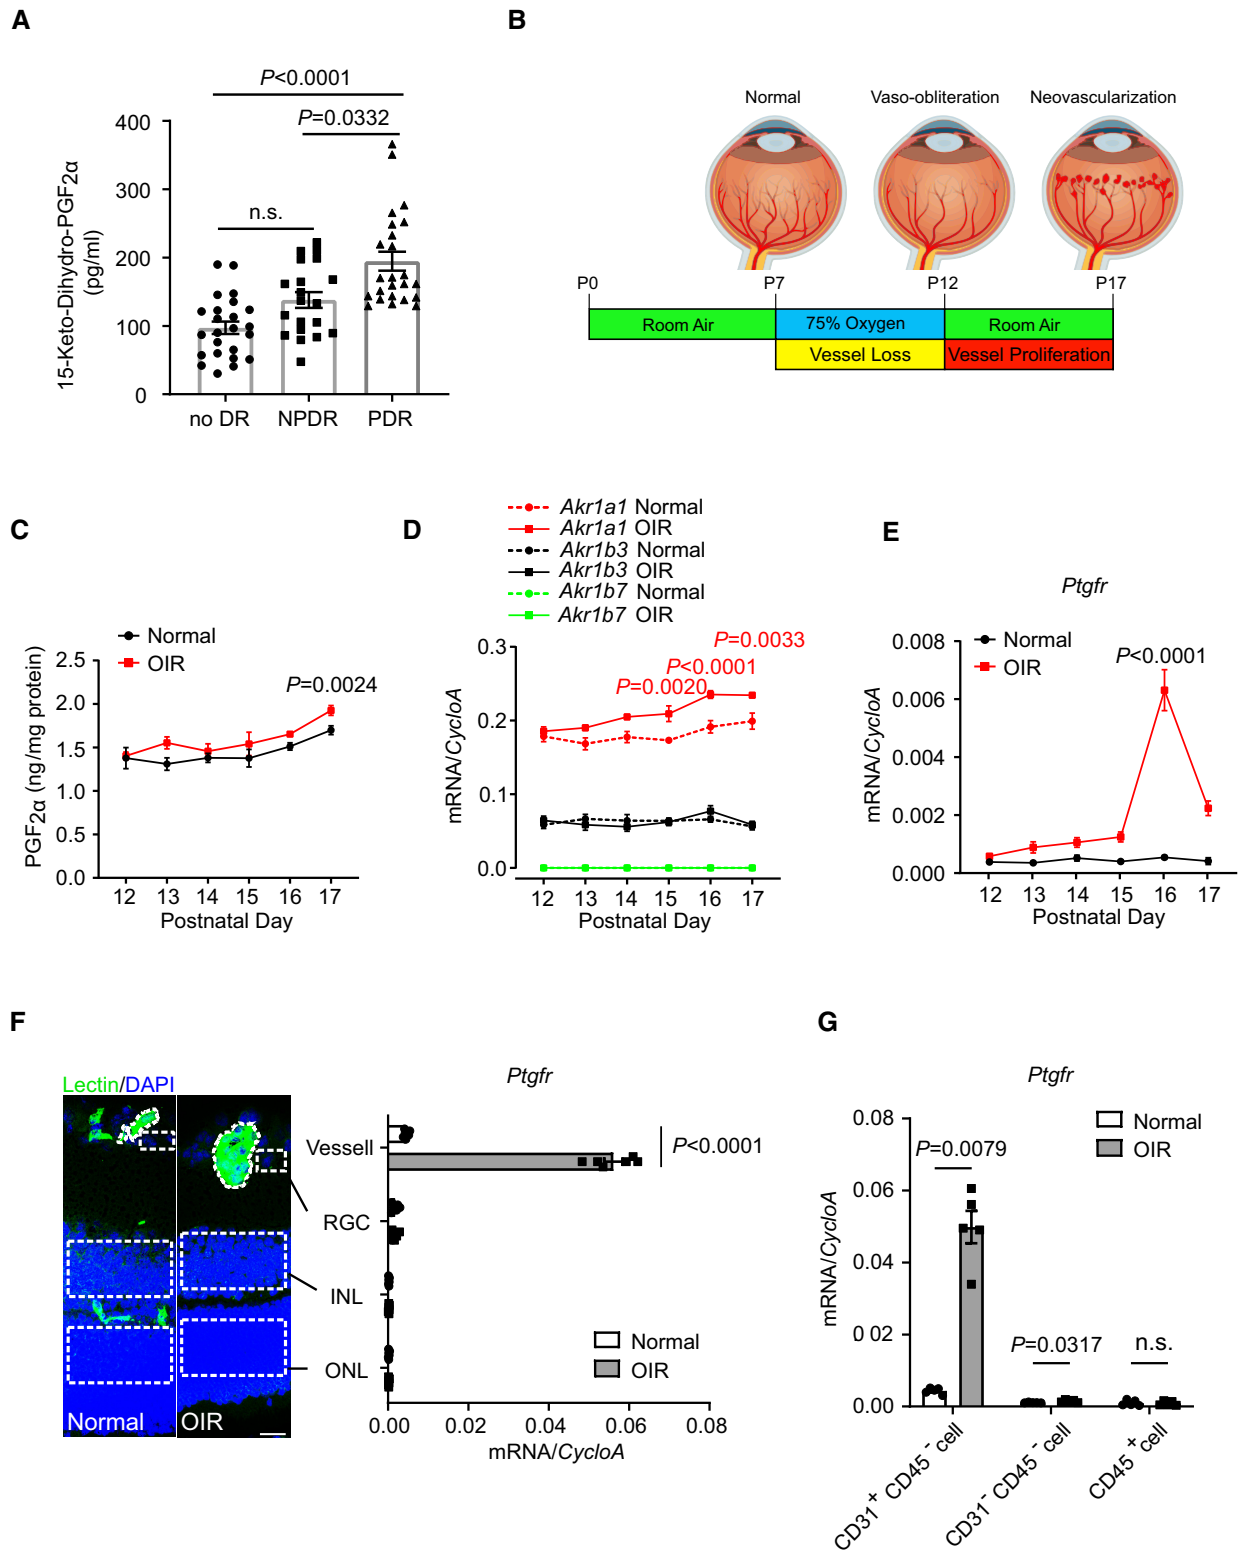 A
P<0.0001
P=0.0332
n.s.
15-Keto-Dihydro-PGF2α
(pg/ml)
400
300
200
100
0
no DR
NPDR
PDR
B
Normal
Vaso-obliteration
Neovascularization
P0
P7
P12
P17
Room Air
75% Oxygen
Room Air
Vessel Loss
Vessel Proliferation
C
Normal
OIR
P=0.0024
PGF2α (ng/mg protein)
2.5
2.0
1.5
1.0
0.5
0.0
12 13 14 15 16 17
Postnatal Day
D
Akr1a1 Normal
Akr1a1 OIR
Akr1b3 Normal
Akr1b3 OIR
Akr1b7 Normal
Akr1b7 OIR
P=0.0033
P<0.0001
P=0.0020
mRNA/CycloA
0.3
0.2
0.1
0.0
12 13 14 15 16 17
Postnatal Day
E
Ptgfr
Normal
OIR
P<0.0001
mRNA/CycloA
0.008
0.006
0.004
0.002
0.000
12 13 14 15 16 17
Postnatal Day
F
Lectin/DAPI
Normal
OIR
Ptgfr
Vessell
RGC
INL
ONL
P<0.0001
Normal
OIR
0.00 0.02 0.04 0.06 0.08
mRNA/CycloA
G
Ptgfr
Normal
OIR
P=0.0079
P=0.0317
n.s.
mRNA/CycloA
0.08
0.06
0.04
0.02
0.00
CD31+ CD45- cell
CD31- CD45- cell
CD45+ cell